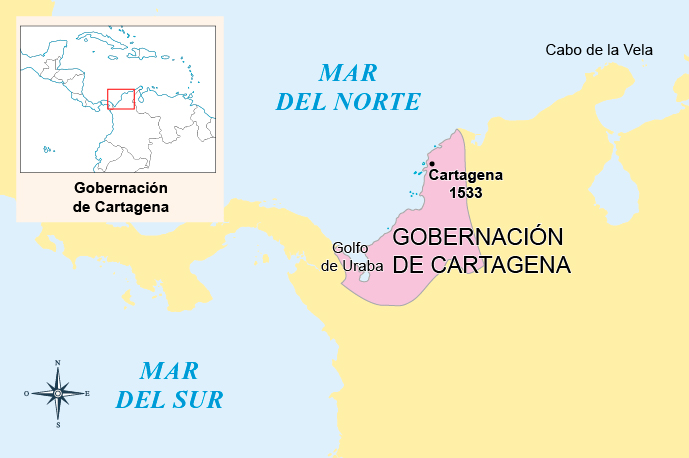 Gobernación
de Cartagena
Cabo de la Vela
MAR
DEL NORTE
Cartagena
1533
GOBERNACIÓN
DE CARTAGENA
Golfo
de Uraba
MAR
DEL SUR
N
O
E
S